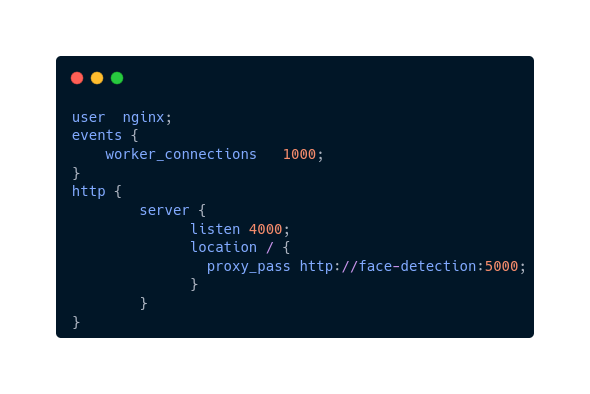 user  nginx;
events {
    worker_connections   1000;
}
http {
        server {
              listen 4000;
              location / {
                proxy_pass http://face-detection:5000;
              }
        }
}